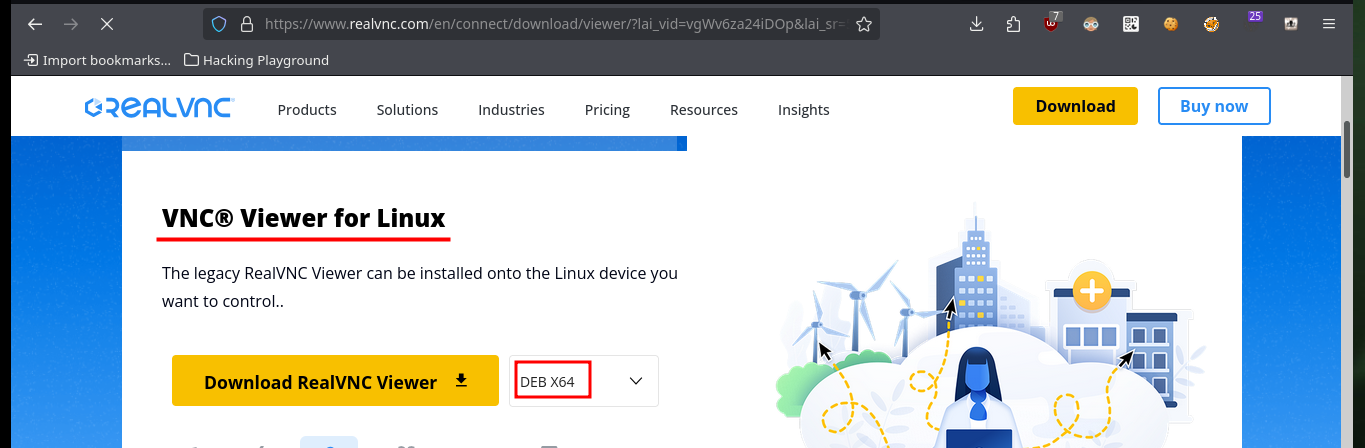 https://www.realvnc.com/en/connect/download/viewer/?lai_vid=vgWv6za24iDOp&lai_sr=
7
25
Import bookmarks...
Hacking Playground
REALVNC
Products
Solutions
Industries
Pricing
Resources
Insights
Download
Buy now
VNC® Viewer for Linux
The legacy RealVNC Viewer can be installed onto the Linux device you
want to control..
Download RealVNC Viewer
DEB X64